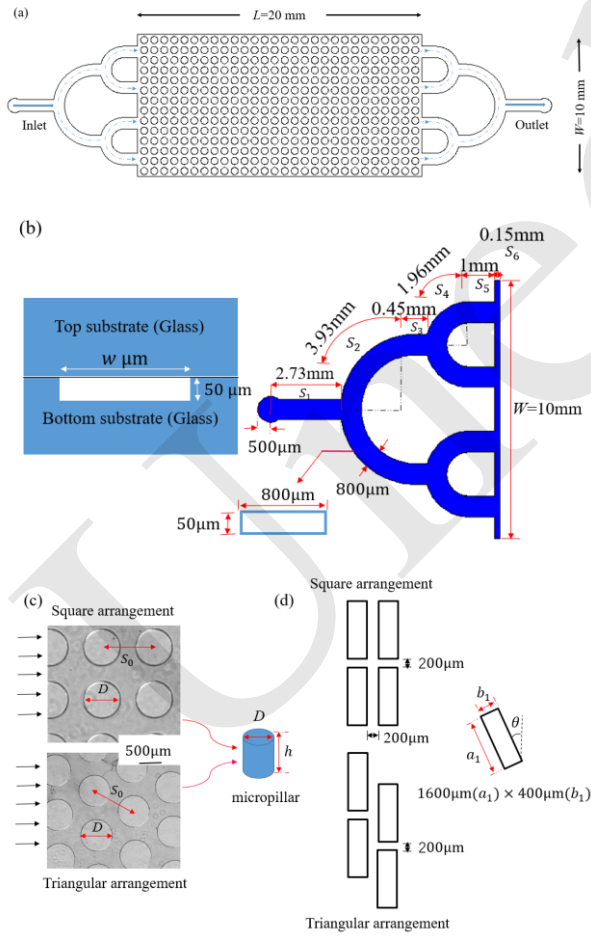 (a)
L=20 mm
Inlet
Outlet
W=10 mm
(b)
Top substrate (Glass)
w μm
50 μm
Bottom substrate (Glass)
0.15mm
S₆
1mm
S₅
1.96mm
S₄
0.45mm
S₃
3.93mm
S₂
2.73mm
S₁
W=10mm
500μm
800μm
800μm
50μm
(c)
Square arrangement
S₀
D
500μm
S₀
D
Triangular arrangement
D
h
micropillar
(d)
Square arrangement
200μm
200μm
b₁
θ
a₁
1600μm(a₁) × 400μm(b₁)
200μm
Triangular arrangement